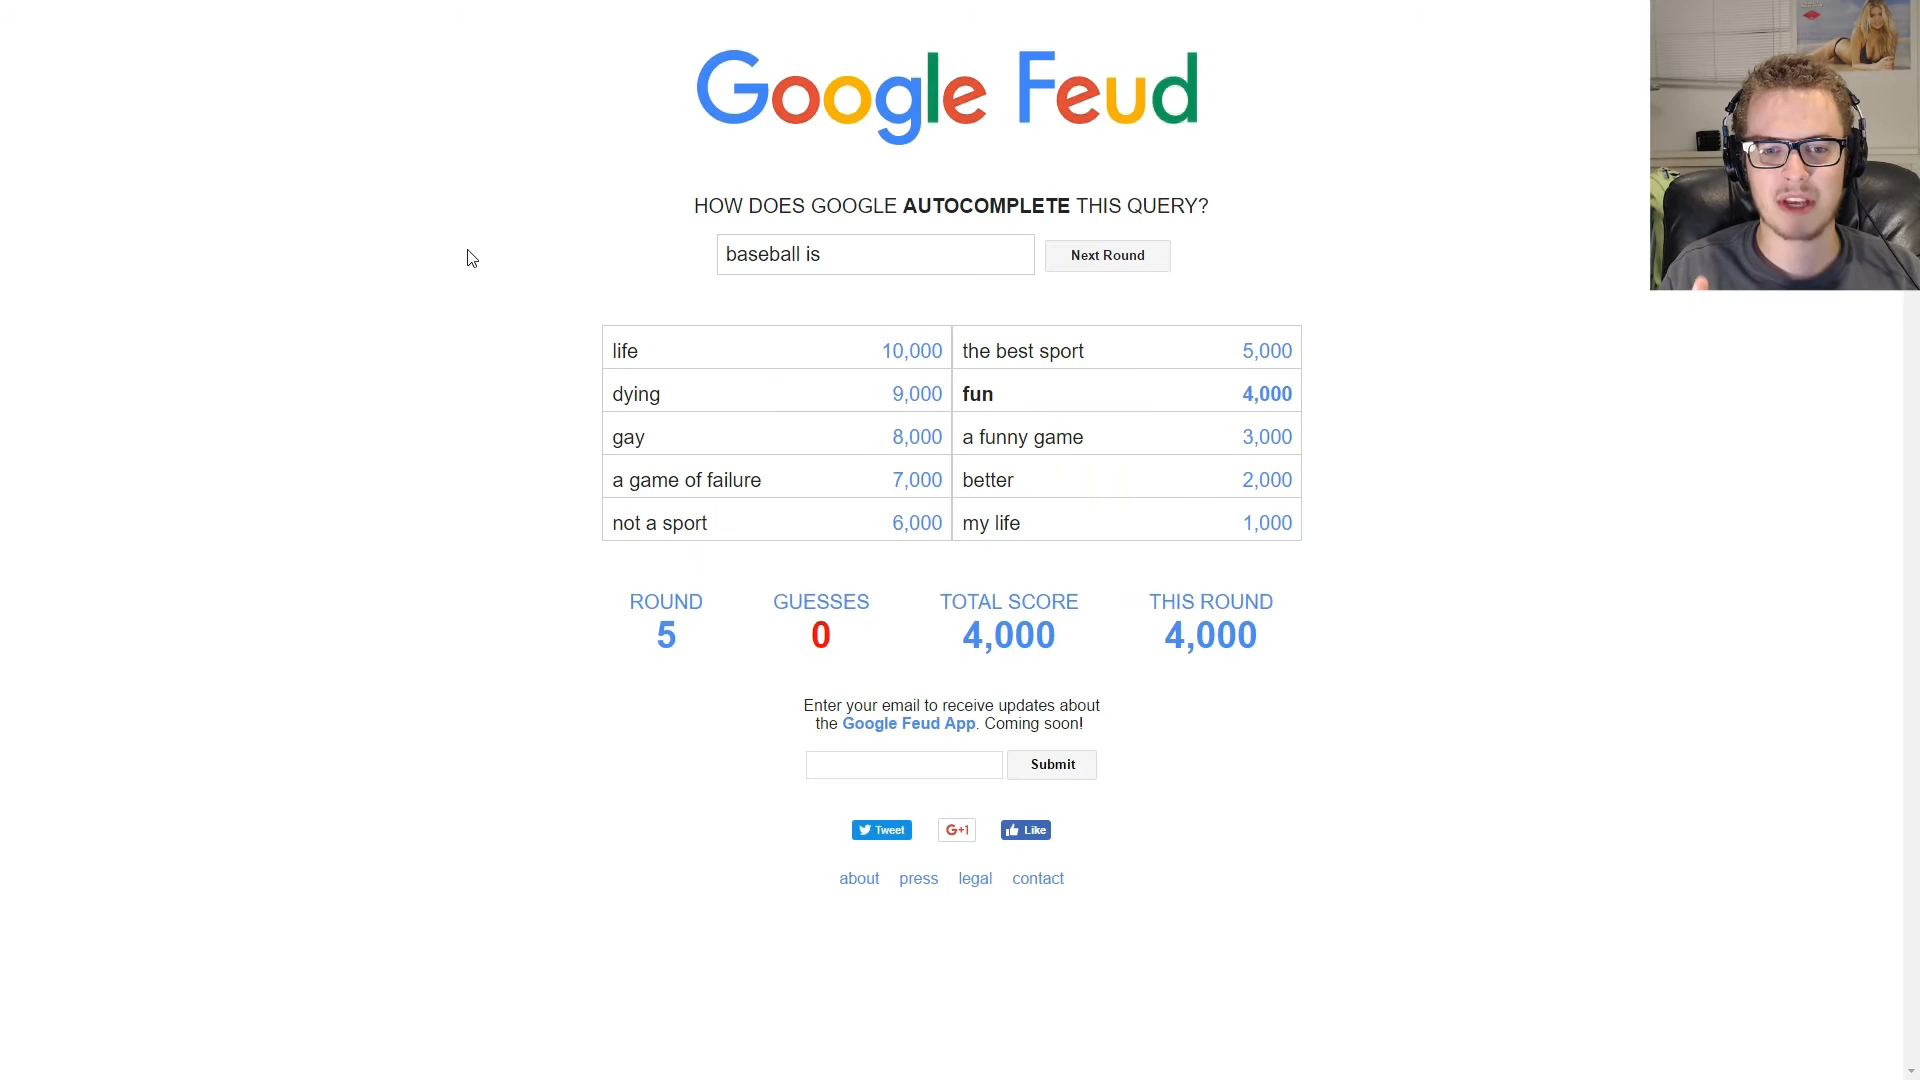 Google Feud
HOW DOES GOOGLE AUTOCOMPLETE THIS QUERY?
baseball is
Next Round
life 10,000 the best sport 5,000
dying 9,000 fun 4,000
gay 8,000 a funny game 3,000
a game of failure 7,000 better 2,000
not a sport 6,000 my life 1,000
ROUND GUESSES TOTAL SCORE THIS ROUND
5 0 4,000 4,000
Enter your email to receive updates about
the Google Feud App. Coming soon!
Submit
Tweet G+1 Like
about press legal contact